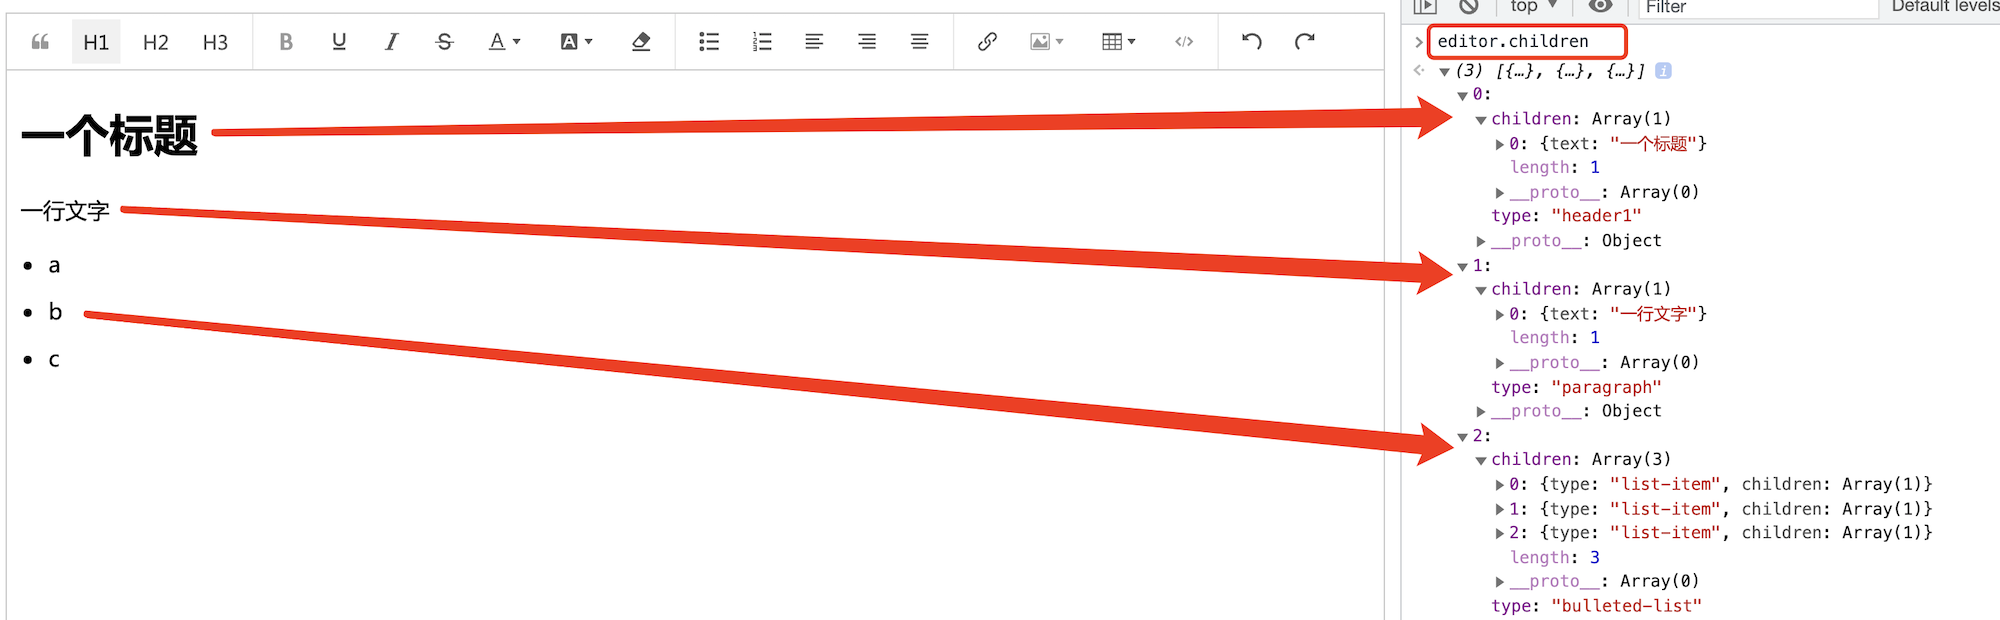 H1 H2 H3 B U I S A A
一个标题
一行文字
a
b
c
top Filter Default levels
editor.children
(3) [{…}, {…}, {…}] i
0:
children: Array(1)
0: {text: "一个标题"}
length: 1
__proto__: Array(0)
type: "header1"
__proto__: Object
1:
children: Array(1)
0: {text: "一行文字"}
length: 1
__proto__: Array(0)
type: "paragraph"
__proto__: Object
2:
children: Array(3)
0: {type: "list-item", children: Array(1)}
1: {type: "list-item", children: Array(1)}
2: {type: "list-item", children: Array(1)}
length: 3
__proto__: Array(0)
type: "bulleted-list"